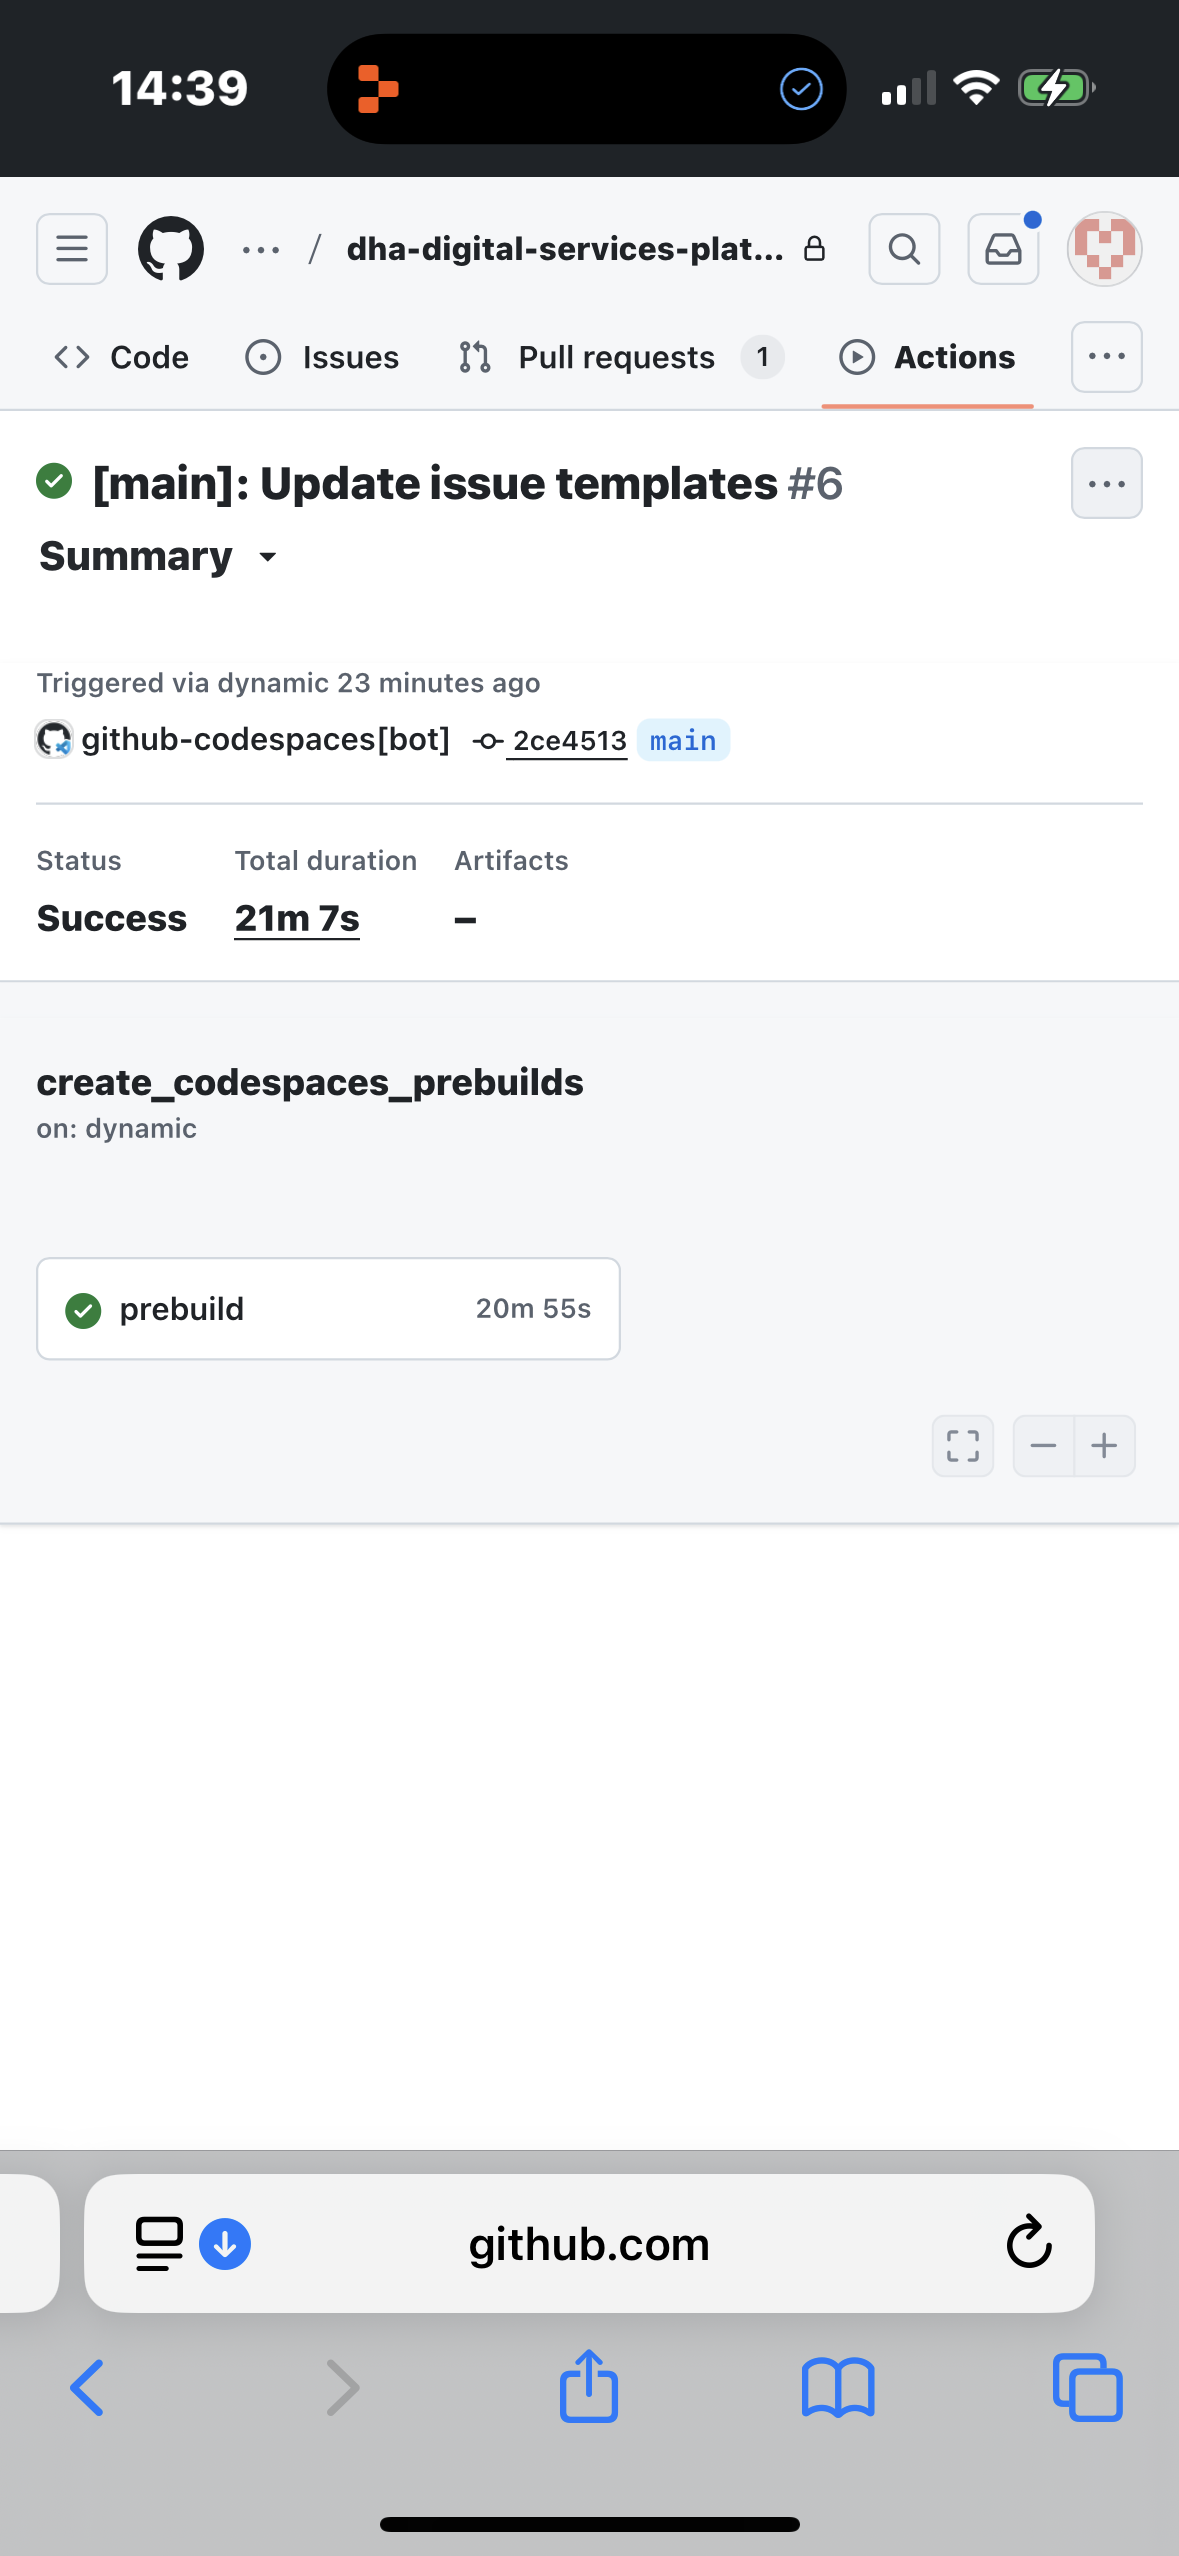 14:39
... / dha-digital-services-plat...
Code Issues Pull requests 1 Actions ...
[main]: Update issue templates #6 ...
Summary
Triggered via dynamic 23 minutes ago
github-codespaces[bot] 2ce4513 main
Status Total duration Artifacts
Success 21m 7s –
create_codespaces_prebuilds
on: dynamic
prebuild 20m 55s
github.com